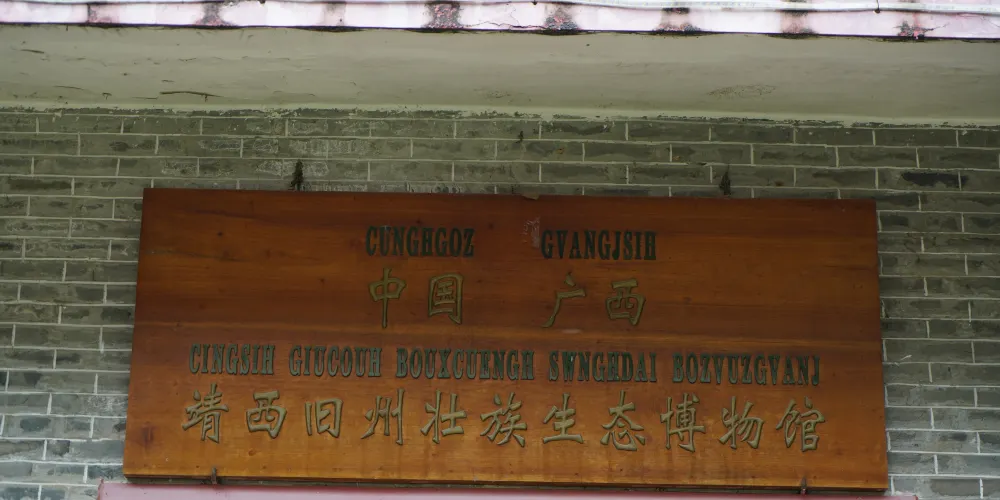 CUNGHGOZ GVANGJSIH
中国 广西
CINGSIH GIUCOUH BOUXCUENGH SWNGHDAI BOZVUZGVANJ
靖西旧州壮族生态博物馆